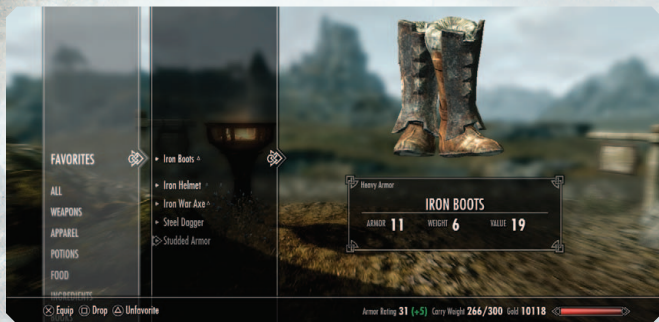 FAVORITES
ALL
WEAPONS
APPAREL
POTIONS
FOOD
INGREDIENTS
Iron Boots
Iron Helmet
Iron War Axe
Steel Dagger
Studded Armor
Heavy Armor
IRON BOOTS
ARMOR 11 WEIGHT 6 VALUE 19
Equip Drop Unfavorite
Armor Rating 31 (+5) Carry Weight 266/300 Gold 10118